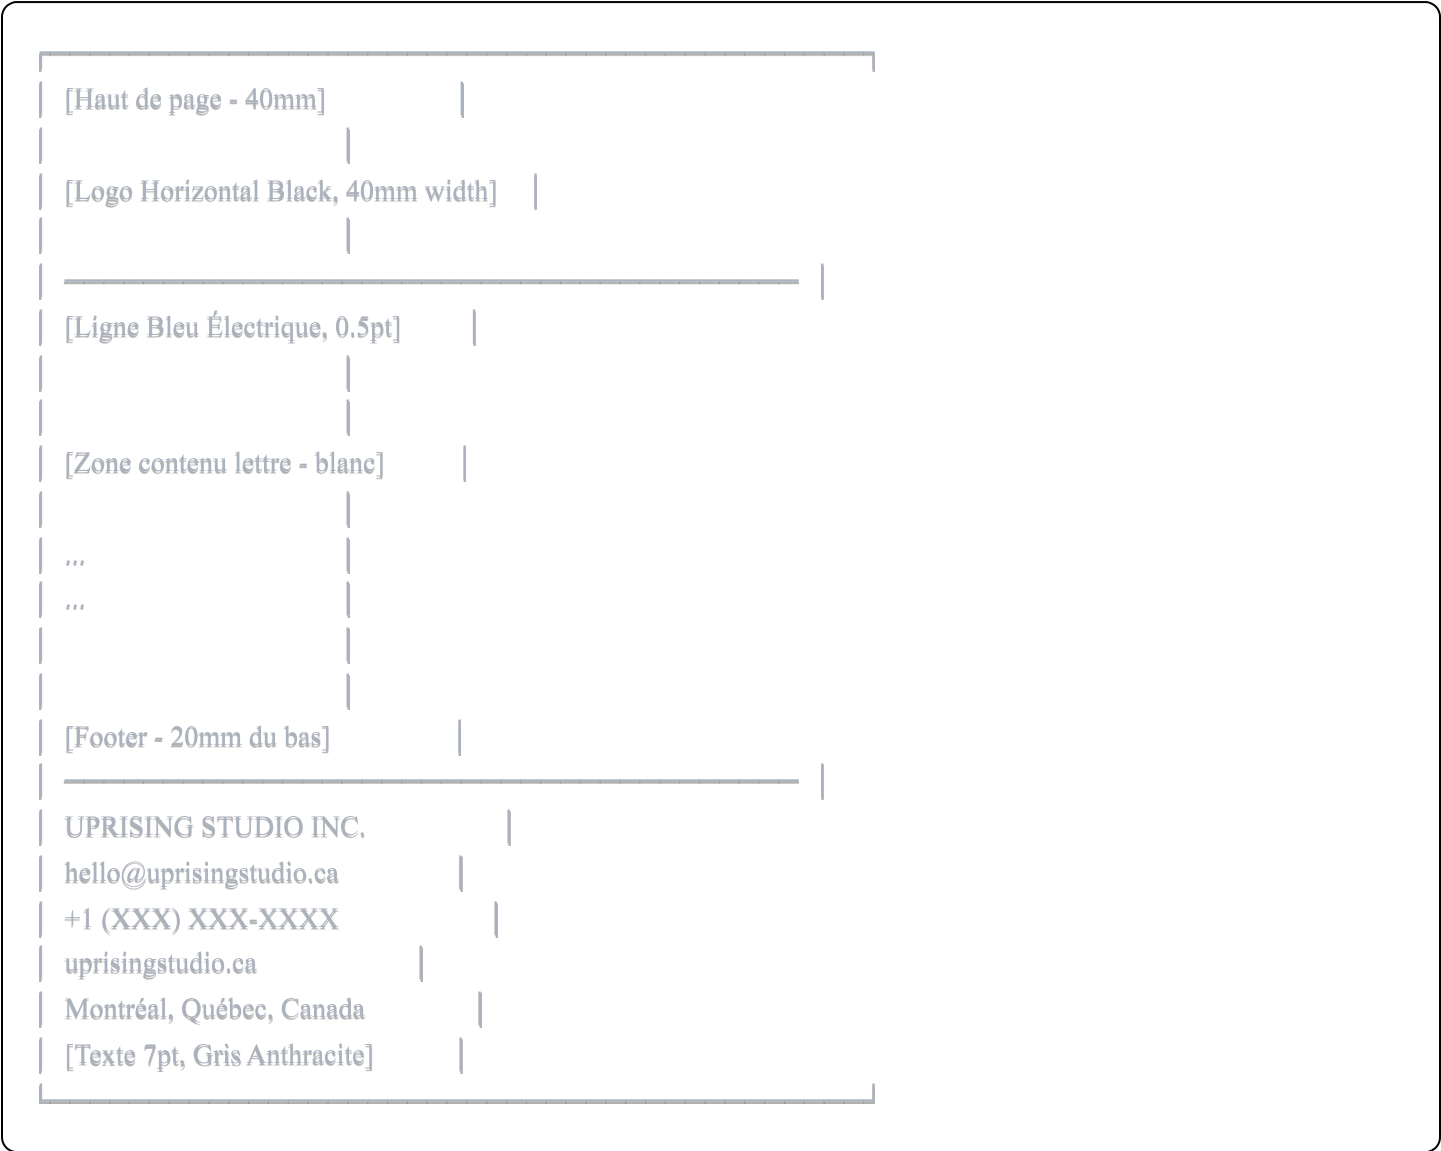 [Haut de page - 40mm]
[Logo Horizontal Black, 40mm width]
[Ligne Bleu Électrique, 0.5pt]
[Zone contenu lettre - blanc]
...
...
[Footer - 20mm du bas]
UPRISING STUDIO INC.
hello@uprisingstudio.ca
+1 (XXX) XXX-XXXX
uprisingstudio.ca
Montréal, Québec, Canada
[Texte 7pt, Gris Anthracite]